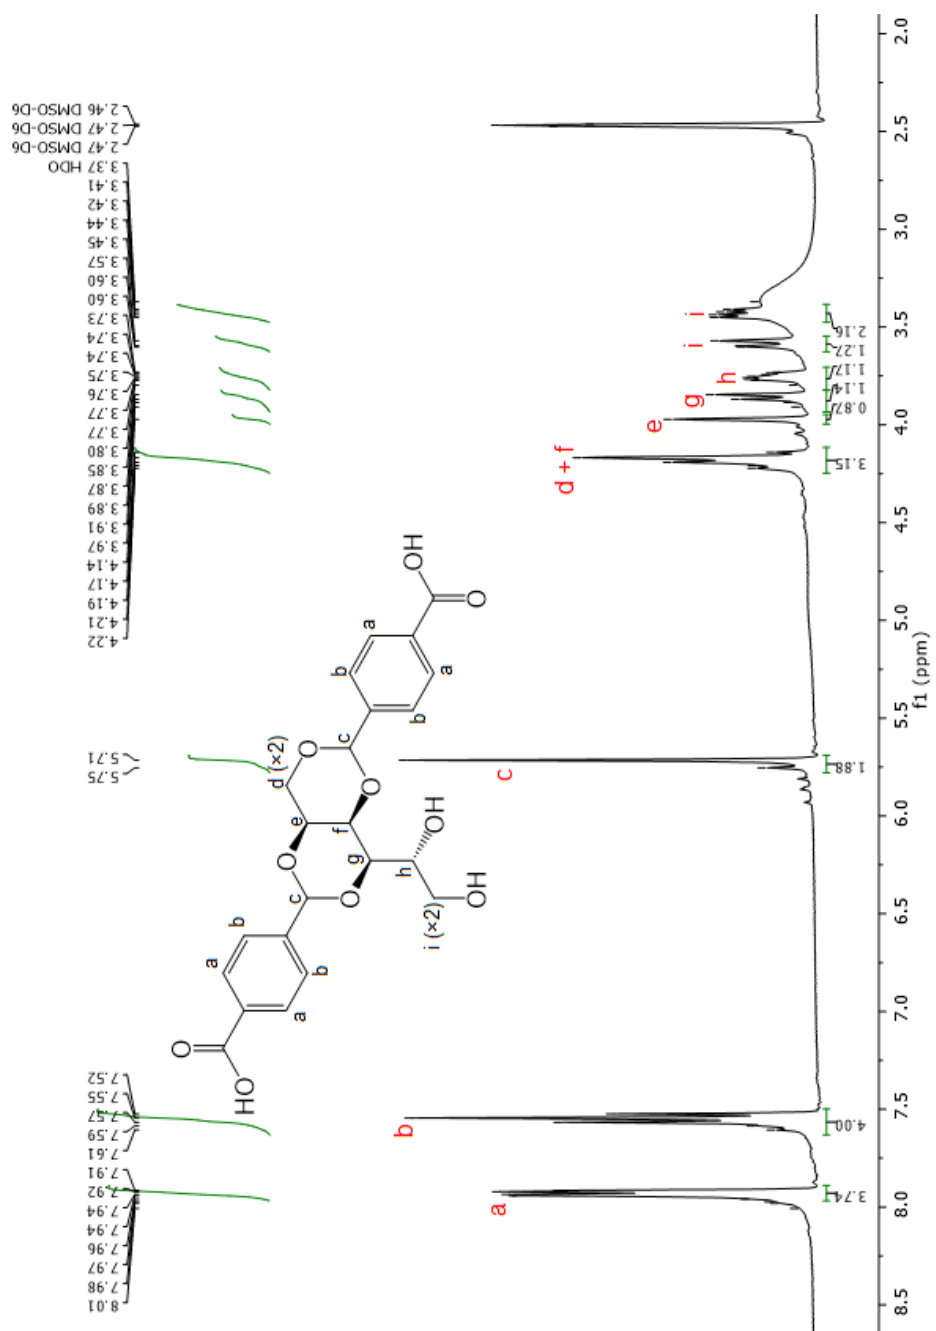 2.46 DMSO-D6
2.47 DMSO-D6
2.47 DMSO-D6
3.37 HDO
3.41
3.42
3.44
3.45
3.57
3.60
3.60
3.73
3.74
3.74
3.75
3.76
3.77
3.77
3.80
3.85
3.87
3.89
3.91
3.97
4.14
4.17
4.19
4.21
4.22
5.71
5.75
7.52
7.55
7.57
7.59
7.61
7.91
7.92
7.94
7.94
7.96
7.97
7.98
8.01
O
HO
a
b
a
b
c
O
O
e
d (×2)
O
c
O
f
g
h
OH
i (×2)
OH
b
a
b
a
OH
O
a
b
c
d + f
e
g
h
i
i
3.74
4.00
1.88
3.15
0.87
1.14
1.17
1.27
2.16
8.5
8.0
7.5
7.0
6.5
6.0
5.5
5.0
4.5
4.0
3.5
3.0
2.5
2.0
f1 (ppm)